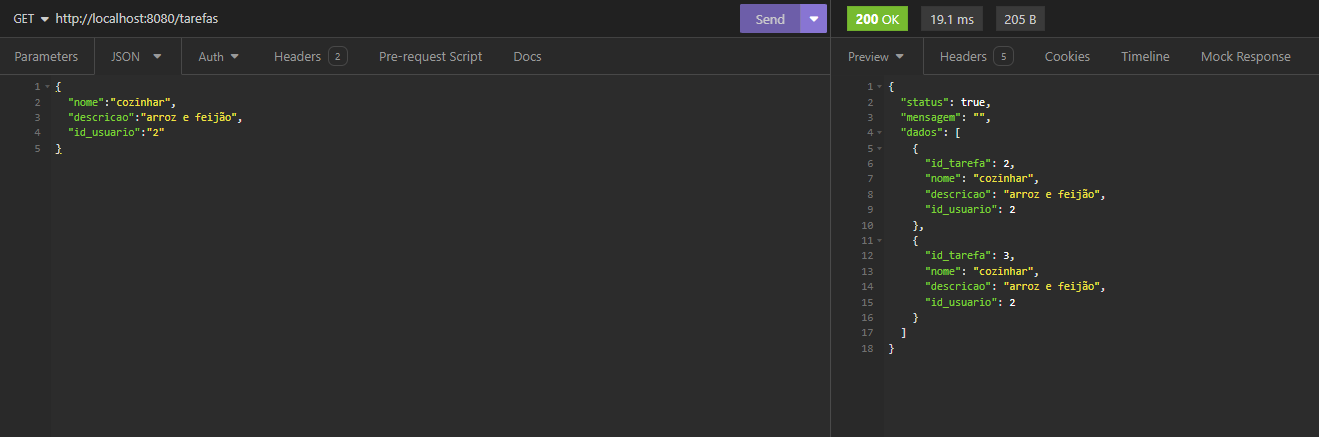 GET http://localhost:8080/tarefas Send
Parameters JSON Auth Headers 2 Pre-request Script Docs
1 {
2 "nome":"cozinhar",
3 "descricao":"arroz e feijão",
4 "id_usuario":"2"
5 }
200 OK 19.1 ms 205 B
Preview Headers 5 Cookies Timeline Mock Response
1 {
2 "status": true,
3 "mensagem": "",
4 "dados": [
5 {
6 "id_tarefa": 2,
7 "nome": "cozinhar",
8 "descricao": "arroz e feijão",
9 "id_usuario": 2
10 },
11 {
12 "id_tarefa": 3,
13 "nome": "cozinhar",
14 "descricao": "arroz e feijão",
15 "id_usuario": 2
16 }
17 ]
18 }